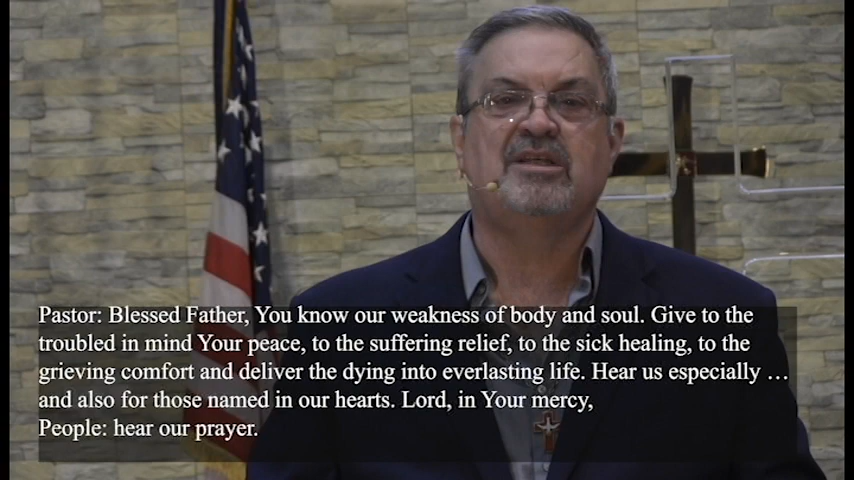 Pastor: Blessed Father, You know our weakness of body and soul. Give to the
troubled in mind Your peace, to the suffering relief, to the sick healing, to the
grieving comfort and deliver the dying into everlasting life. Hear us especially …
and also for those named in our hearts. Lord, in Your mercy,
People: hear our prayer.